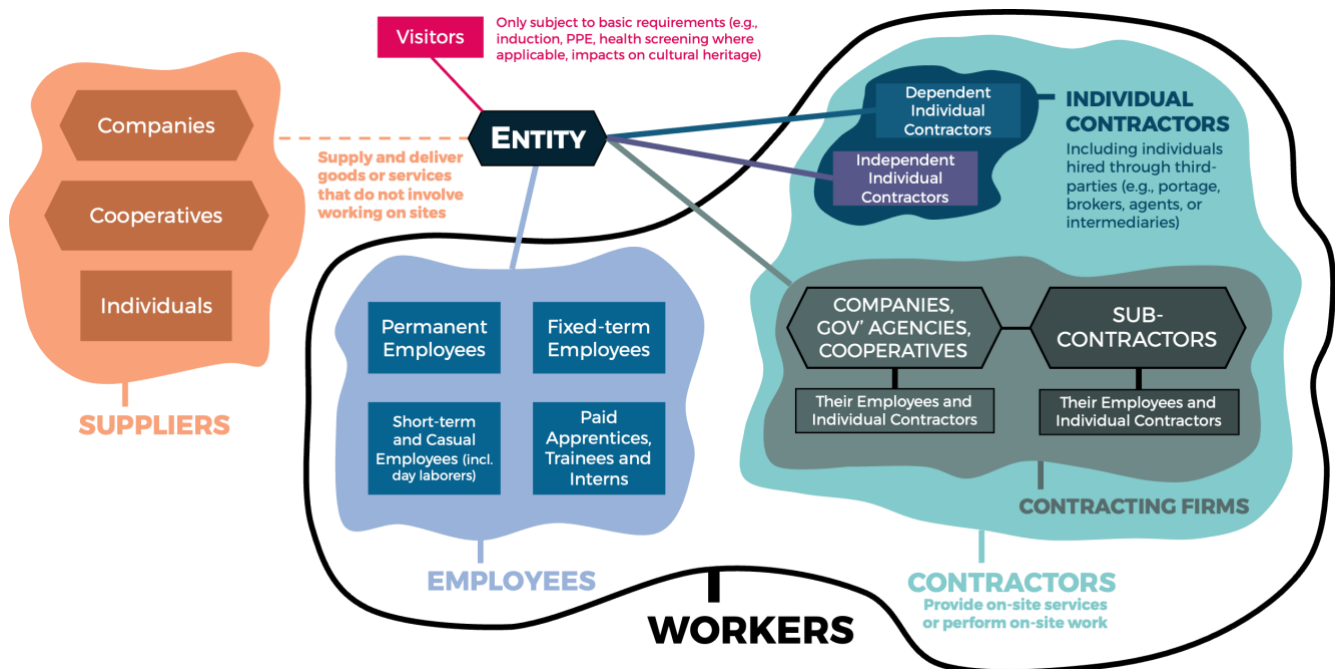 Visitors
Only subject to basic requirements (e.g.,
induction, PPE, health screening where
applicable, impacts on cultural heritage)
ENTITY
Companies
Cooperatives
Individuals
SUPPLIERS
Supply and deliver
goods or services
that do not involve
working on sites
Dependent
Individual
Contractors
Independent
Individual
Contractors
INDIVIDUAL
CONTRACTORS
Including individuals
hired through third-
parties (e.g., portage,
brokers, agents, or
intermediaries)
Permanent
Employees
Fixed-term
Employees
Short-term
and Casual
Employees (incl.
day laborers)
Paid
Apprentices,
Trainees and
Interns
EMPLOYEES
COMPANIES,
GOV' AGENCIES,
COOPERATIVES
SUB-
CONTRACTORS
Their Employees and
Individual Contractors
Their Employees and
Individual Contractors
CONTRACTING FIRMS
CONTRACTORS
Provide on-site services
or perform on-site work
WORKERS